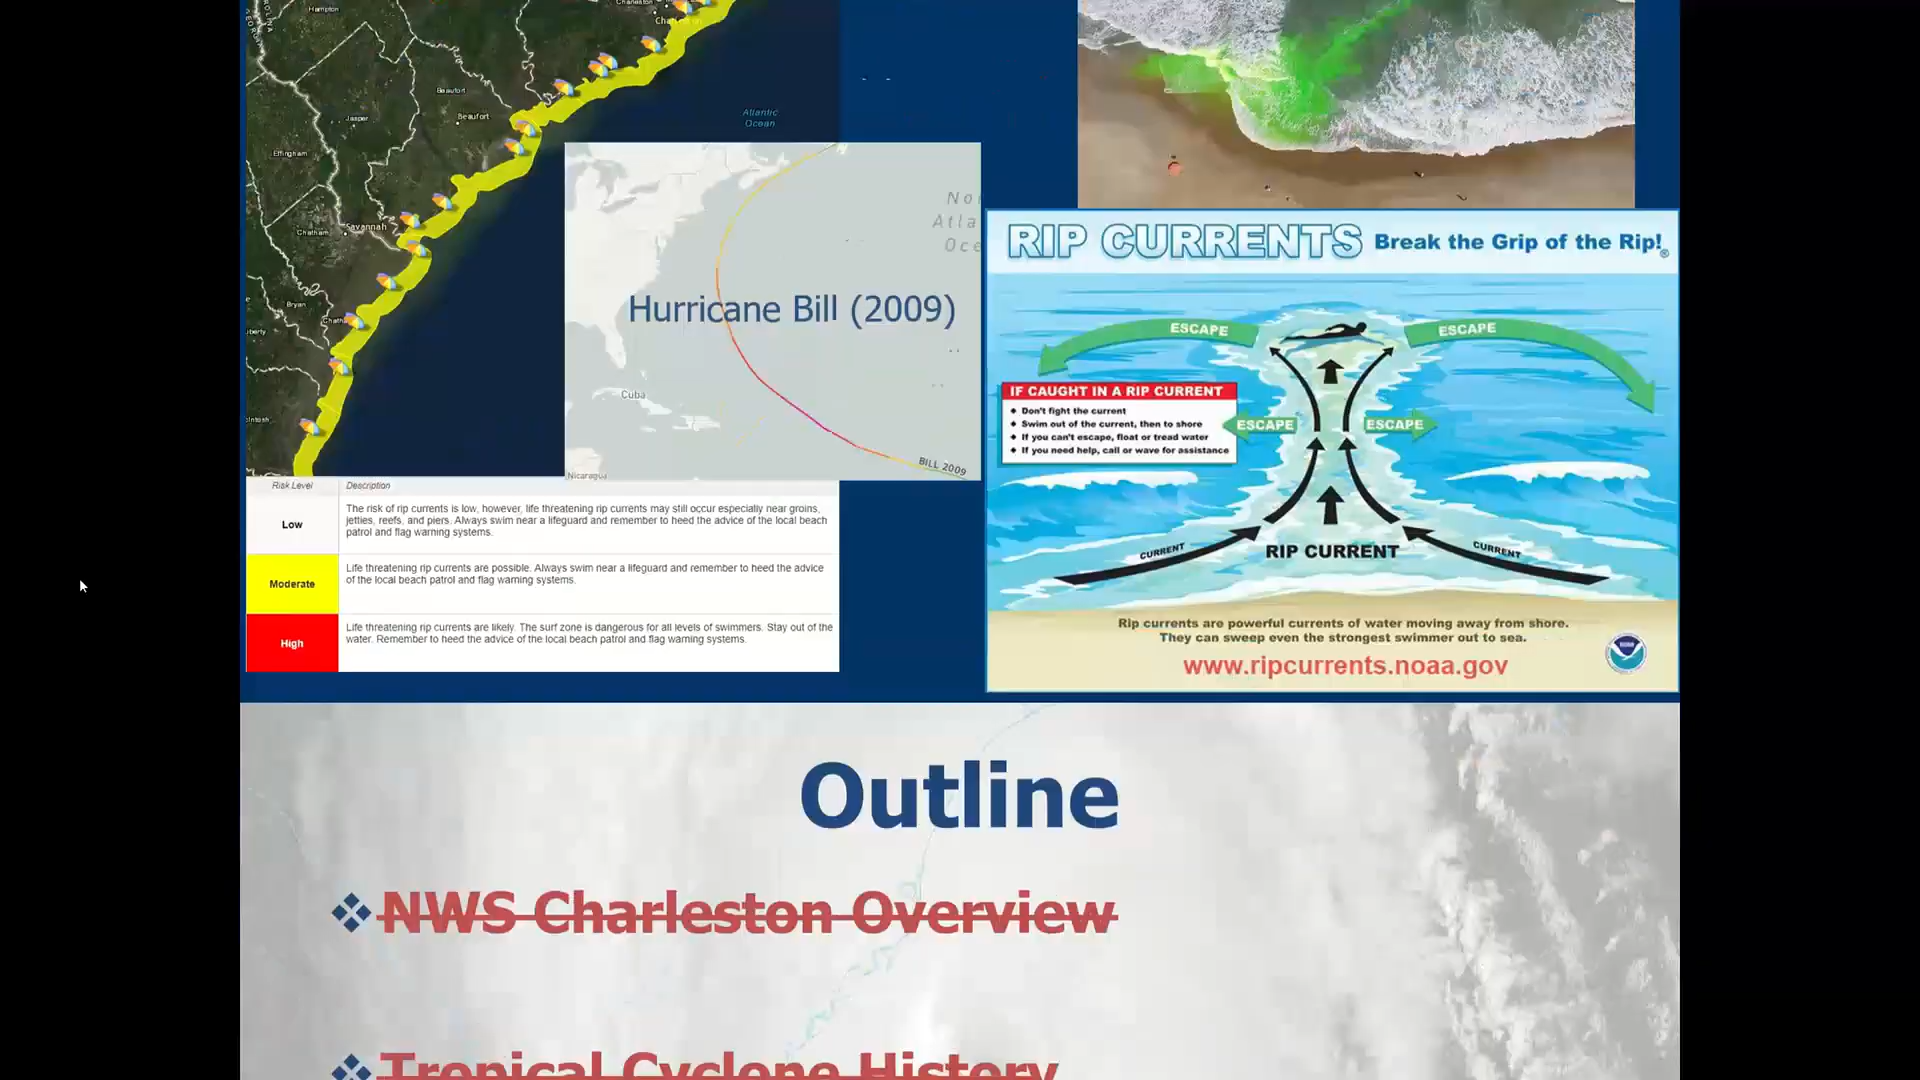 Hampton
Charleston
Charleston
Beaufort
Jasper
Beaufort
Effingham
Atlantic
Ocean
Chatham
Savannah
Bryan
Nor
Atla
Oce
Hurricane Bill (2009)
Cuba
BILL 2009
Nicaragua
RIP CURRENTS Break the Grip of the Rip!®
ESCAPE
ESCAPE
IF CAUGHT IN A RIP CURRENT
Don't fight the current
Swim out of the current, then to shore
If you can't escape, float or tread water
If you need help, call or wave for assistance
ESCAPE
ESCAPE
CURRENT
RIP CURRENT
CURRENT
Rip currents are powerful currents of water moving away from shore.
They can sweep even the strongest swimmer out to sea.
www.ripcurrents.noaa.gov
Risk Level Description
Low
The risk of rip currents is low, however, life threatening rip currents may still occur especially near groins,
jetties, reefs, and piers. Always swim near a lifeguard and remember to heed the advice of the local beach
patrol and flag warning systems.
Moderate
Life threatening rip currents are possible. Always swim near a lifeguard and remember to heed the advice
of the local beach patrol and flag warning systems.
High
Life threatening rip currents are likely. The surf zone is dangerous for all levels of swimmers. Stay out of the
water. Remember to heed the advice of the local beach patrol and flag warning systems.
Outline
NWS Charleston Overview
Tropical Cyclone History